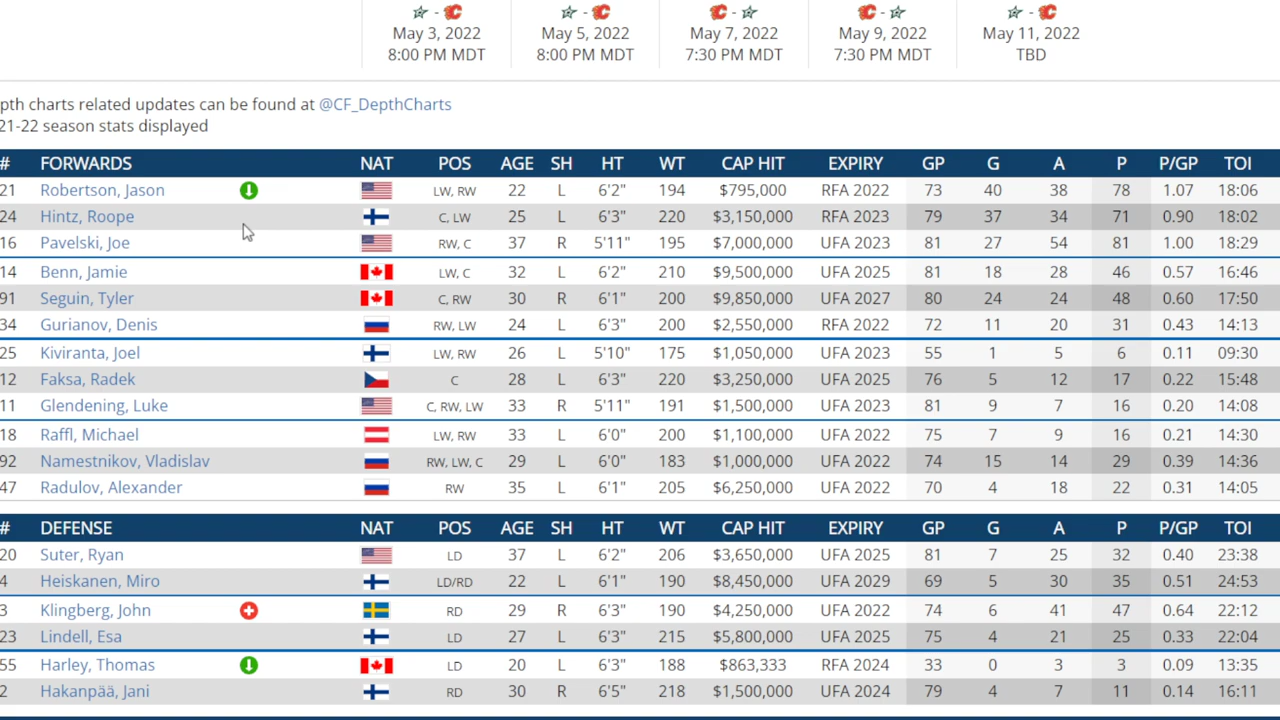 - - - - -
May 3, 2022 May 5, 2022 May 7, 2022 May 9, 2022 May 11, 2022
8:00 PM MDT 8:00 PM MDT 7:30 PM MDT 7:30 PM MDT TBD
pth charts related updates can be found at @CF_DepthCharts
21-22 season stats displayed
# FORWARDS NAT POS AGE SH HT WT CAP HIT EXPIRY GP G A P P/GP TOI
21 Robertson, Jason LW, RW 22 L 6'2" 194 $795,000 RFA 2022 73 40 38 78 1.07 18:06
24 Hintz, Roope C, LW 25 L 6'3" 220 $3,150,000 RFA 2023 79 37 34 71 0.90 18:02
16 Pavelski, Joe RW, C 37 R 5'11" 195 $7,000,000 UFA 2023 81 27 54 81 1.00 18:29
14 Benn, Jamie LW, C 32 L 6'2" 210 $9,500,000 UFA 2025 81 18 28 46 0.57 16:46
91 Seguin, Tyler C, RW 30 R 6'1" 200 $9,850,000 UFA 2027 80 24 24 48 0.60 17:50
34 Gurianov, Denis RW, LW 24 L 6'3" 200 $2,550,000 RFA 2022 72 11 20 31 0.43 14:13
25 Kiviranta, Joel LW, RW 26 L 5'10" 175 $1,050,000 UFA 2023 55 1 5 6 0.11 09:30
12 Faksa, Radek C 28 L 6'3" 220 $3,250,000 UFA 2025 76 5 12 17 0.22 15:48
11 Glendening, Luke C, RW, LW 33 R 5'11" 191 $1,500,000 UFA 2023 81 9 7 16 0.20 14:08
18 Raffl, Michael LW, RW 33 L 6'0" 200 $1,100,000 UFA 2022 75 7 9 16 0.21 14:30
92 Namestnikov, Vladislav RW, LW, C 29 L 6'0" 183 $1,000,000 UFA 2022 74 15 14 29 0.39 14:36
47 Radulov, Alexander RW 35 L 6'1" 205 $6,250,000 UFA 2022 70 4 18 22 0.31 14:05
# DEFENSE NAT POS AGE SH HT WT CAP HIT EXPIRY GP G A P P/GP TOI
20 Suter, Ryan LD 37 L 6'2" 206 $3,650,000 UFA 2025 81 7 25 32 0.40 23:38
4 Heiskanen, Miro LD/RD 22 L 6'1" 190 $8,450,000 UFA 2029 69 5 30 35 0.51 24:53
3 Klingberg, John RD 29 R 6'3" 190 $4,250,000 UFA 2022 74 6 41 47 0.64 22:12
23 Lindell, Esa LD 27 L 6'3" 215 $5,800,000 UFA 2025 75 4 21 25 0.33 22:04
55 Harley, Thomas LD 20 L 6'3" 188 $863,333 RFA 2024 33 0 3 3 0.09 13:35
2 Hakanpää, Jani RD 30 R 6'5" 218 $1,500,000 UFA 2024 79 4 7 11 0.14 16:11